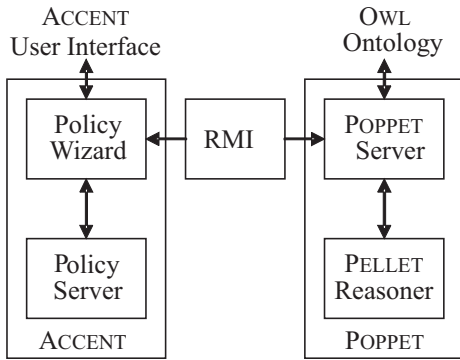 ACCENT
User Interface
OWL
Ontology
Policy
Wizard
RMI
POPPET
Server
Policy
Server
PELLET
Reasoner
ACCENT
POPPET